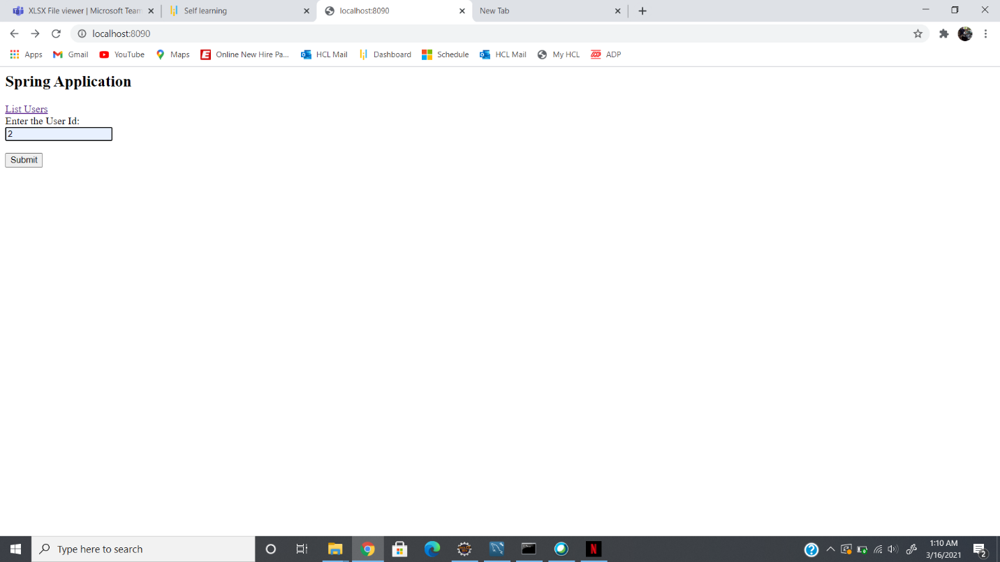 XLSX File viewer | Microsoft Team
Self learning
localhost:8090
New Tab
localhost:8090
Apps
Gmail
YouTube
Maps
Online New Hire Pa...
HCL Mail
Dashboard
Schedule
HCL Mail
My HCL
ADP
Spring Application
List Users
Enter the User Id:
2
Submit
Type here to search
1:10 AM
3/16/2021
2